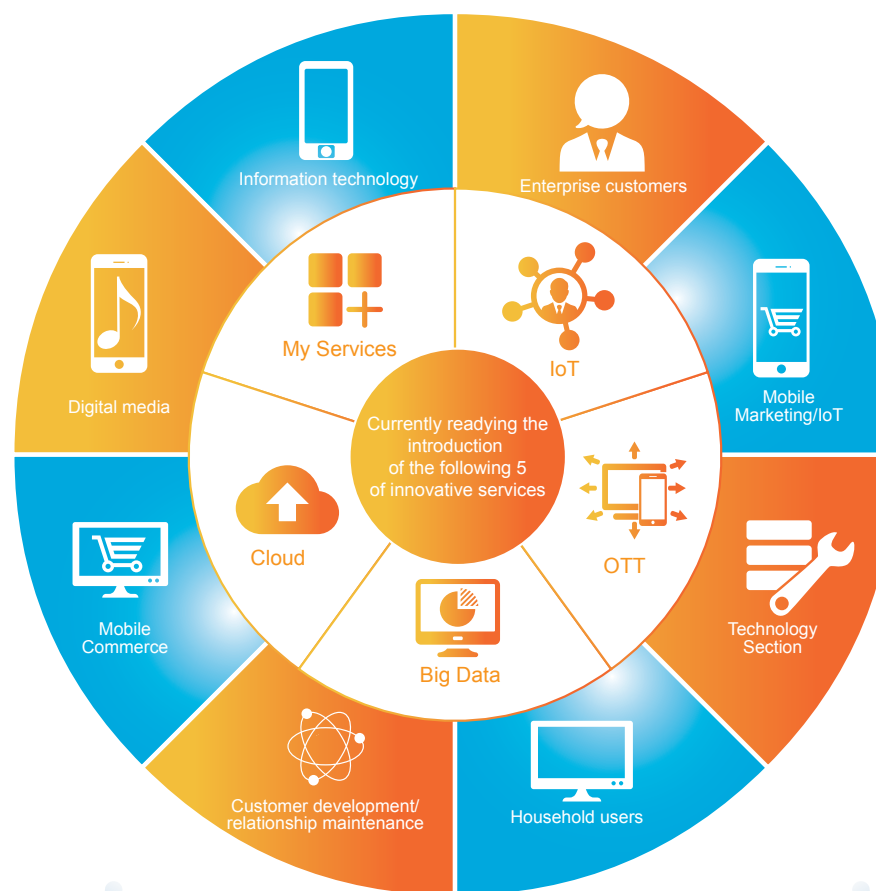 Information technology
Enterprise customers
Digital media
My Services
IoT
Mobile
Marketing/IoT
Currently readying the
introduction
of the following 5
of innovative services
Cloud
OTT
Mobile
Commerce
Big Data
Technology
Section
Customer development/
relationship maintenance
Household users